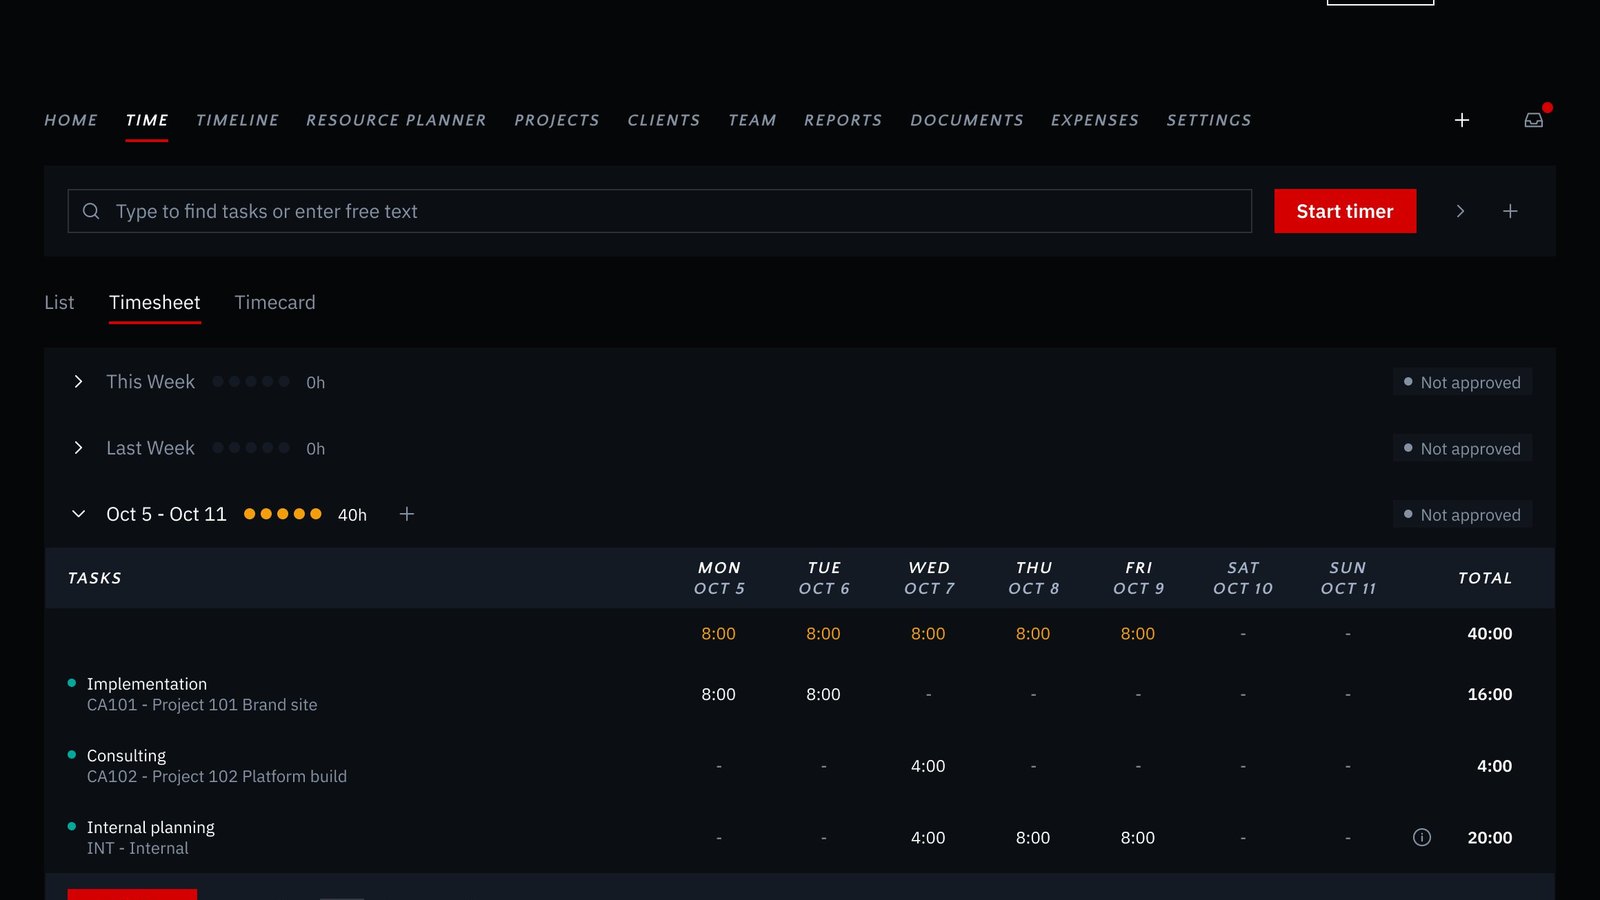 HOME TIME TIMELINE RESOURCE PLANNER PROJECTS CLIENTS TEAM REPORTS DOCUMENTS EXPENSES SETTINGS
Type to find tasks or enter free text
Start timer
List Timesheet Timecard
This Week 0h Not approved
Last Week 0h Not approved
Oct 5 - Oct 11 40h Not approved
TASKS MON TUE WED THU FRI SAT SUN TOTAL
OCT 5 OCT 6 OCT 7 OCT 8 OCT 9 OCT 10 OCT 11
8:00 8:00 8:00 8:00 8:00 - - 40:00
Implementation
CA101 - Project 101 Brand site
8:00 8:00 - - - - - 16:00
Consulting
CA102 - Project 102 Platform build
- - 4:00 - - - - 4:00
Internal planning
INT - Internal
- - 4:00 8:00 8:00 - - 20:00